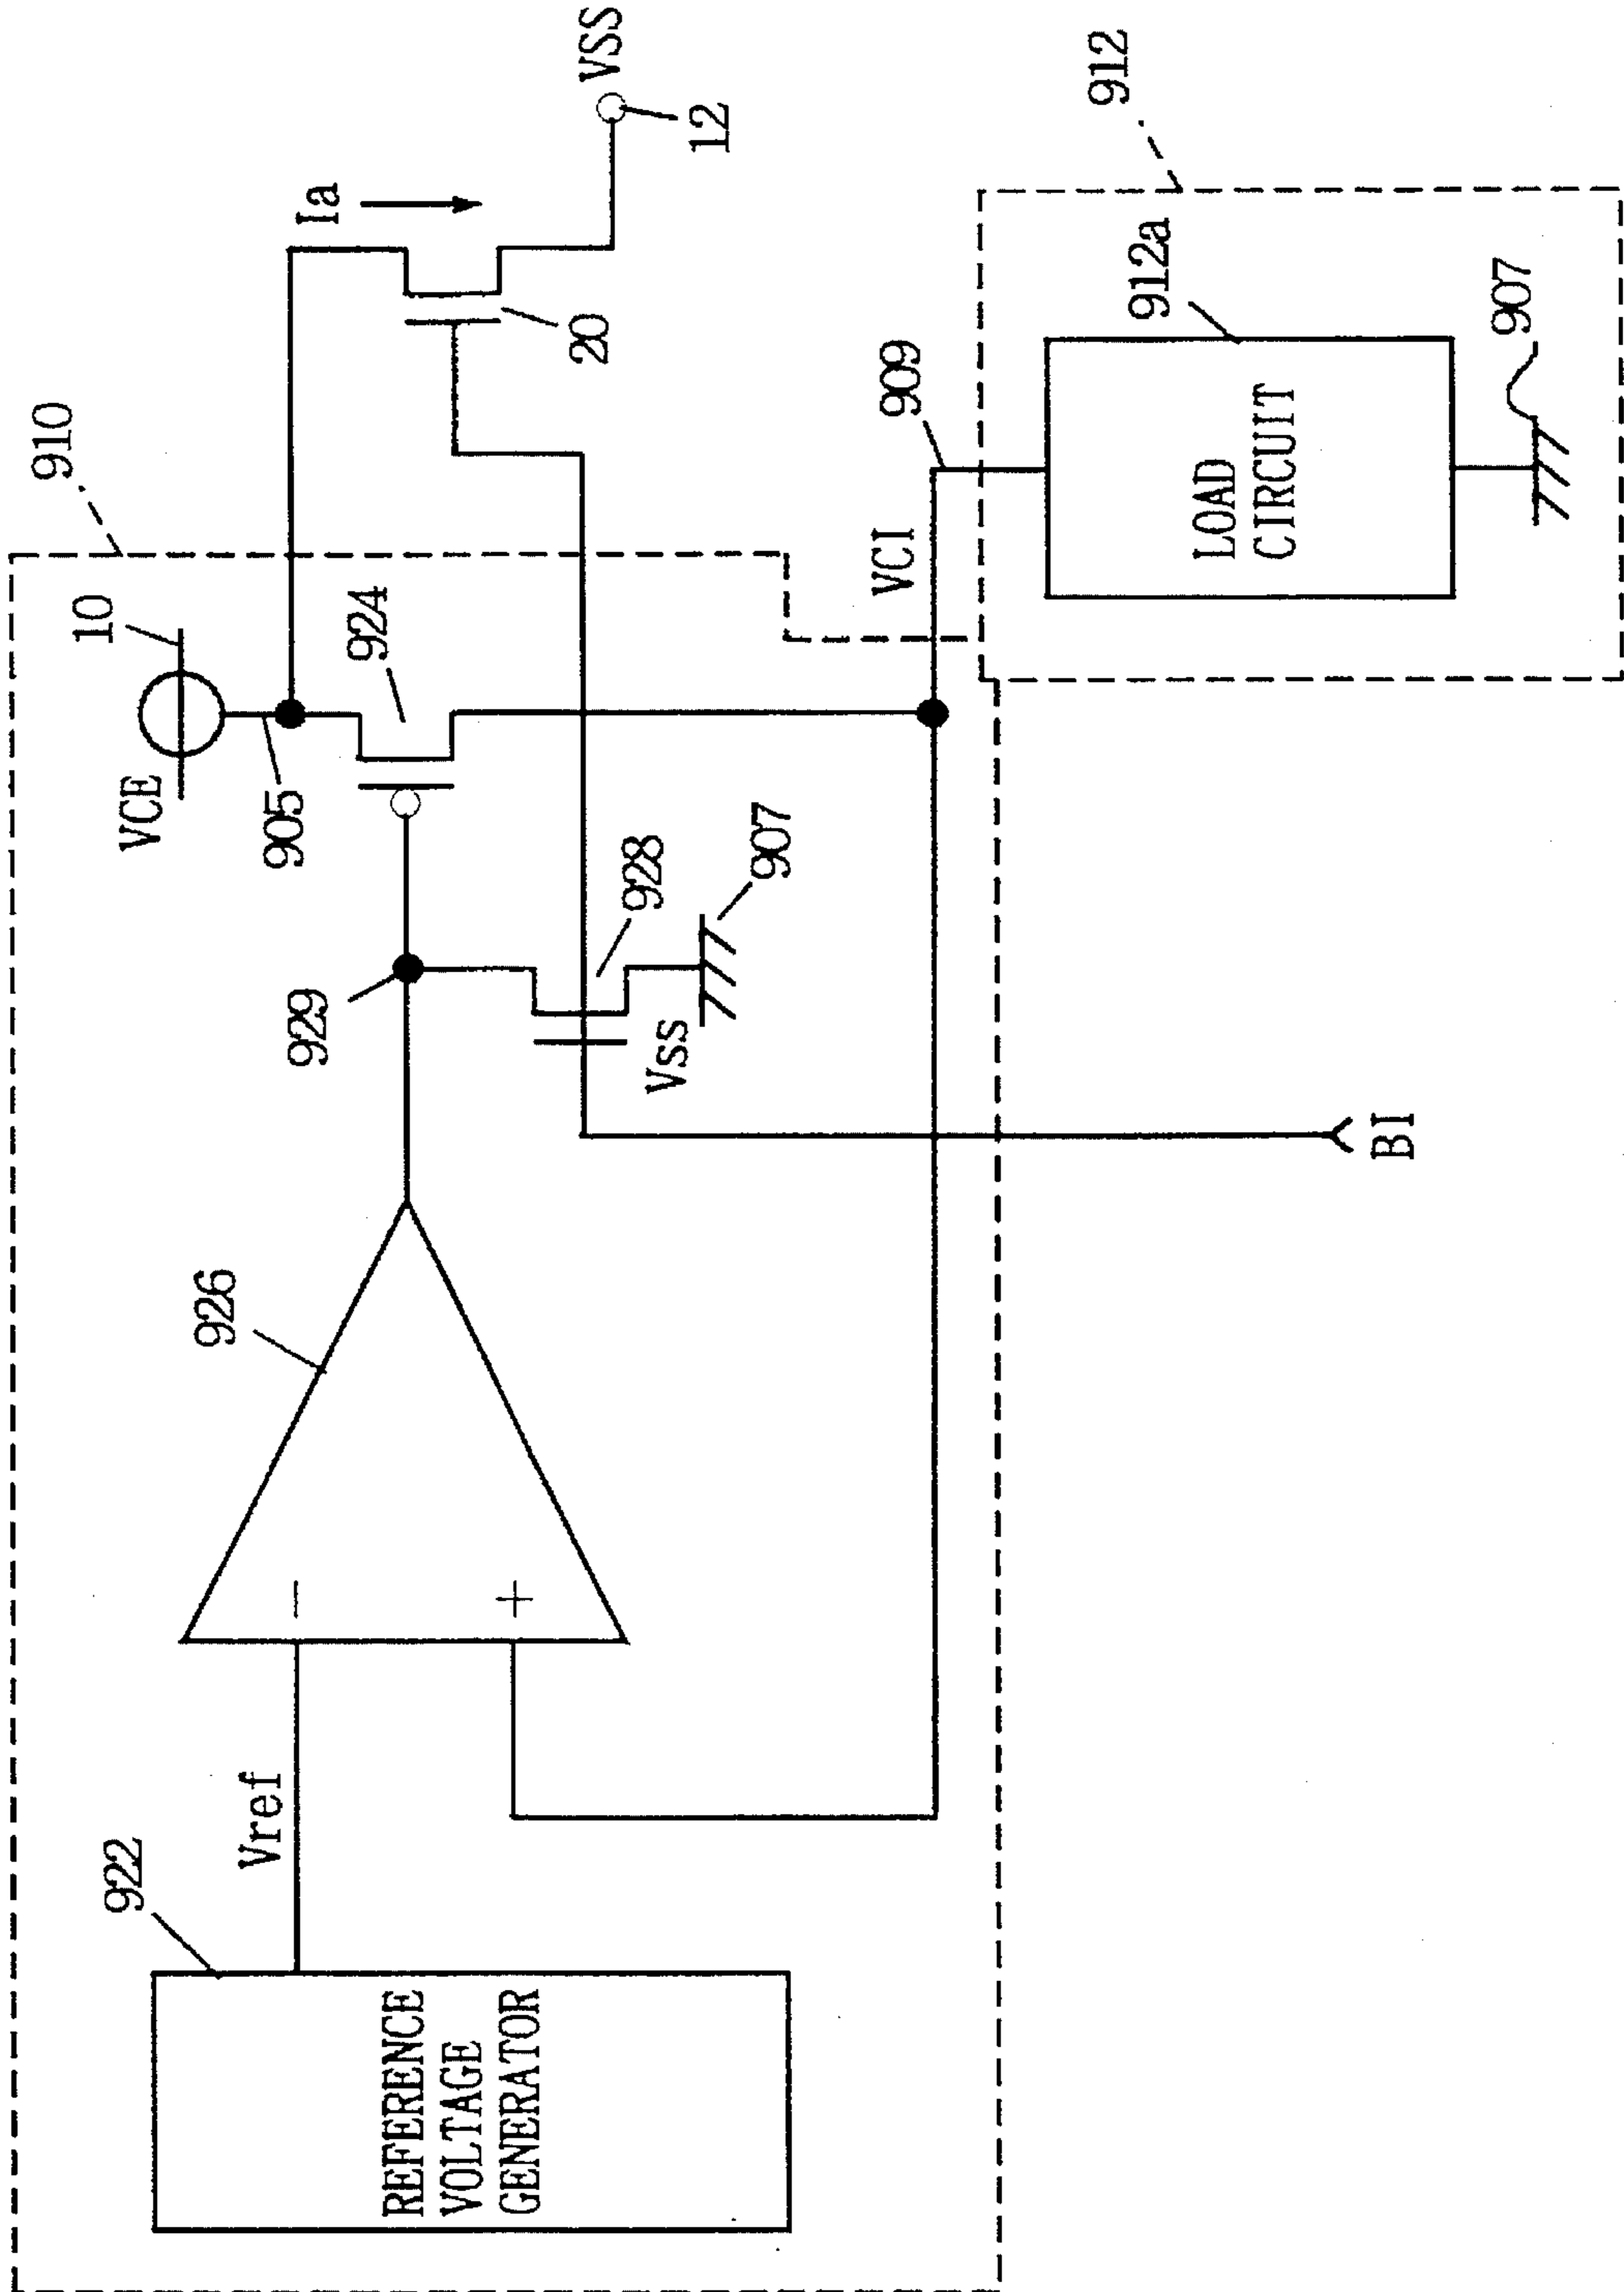 910
10
VCE
905
924
Ia
VSS
12
20
929
928
Vss
907
926
−
+
Vref
922
REFERENCE
VOLTAGE
GENERATOR
VCI
909
912
912a
LOAD
CIRCUIT
907
BI